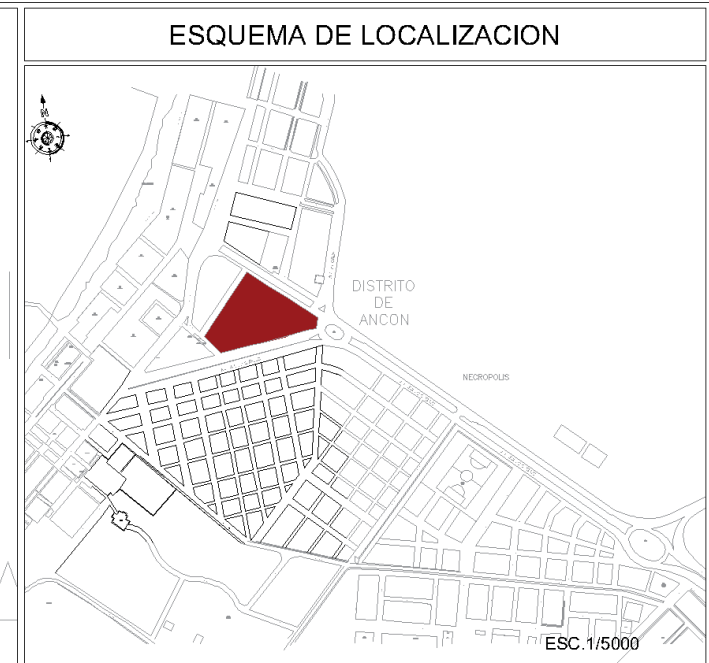 ESQUEMA DE LOCALIZACION
N
DISTRITO
DE
ANCON
NECROPOLIS
ESC.1/5000